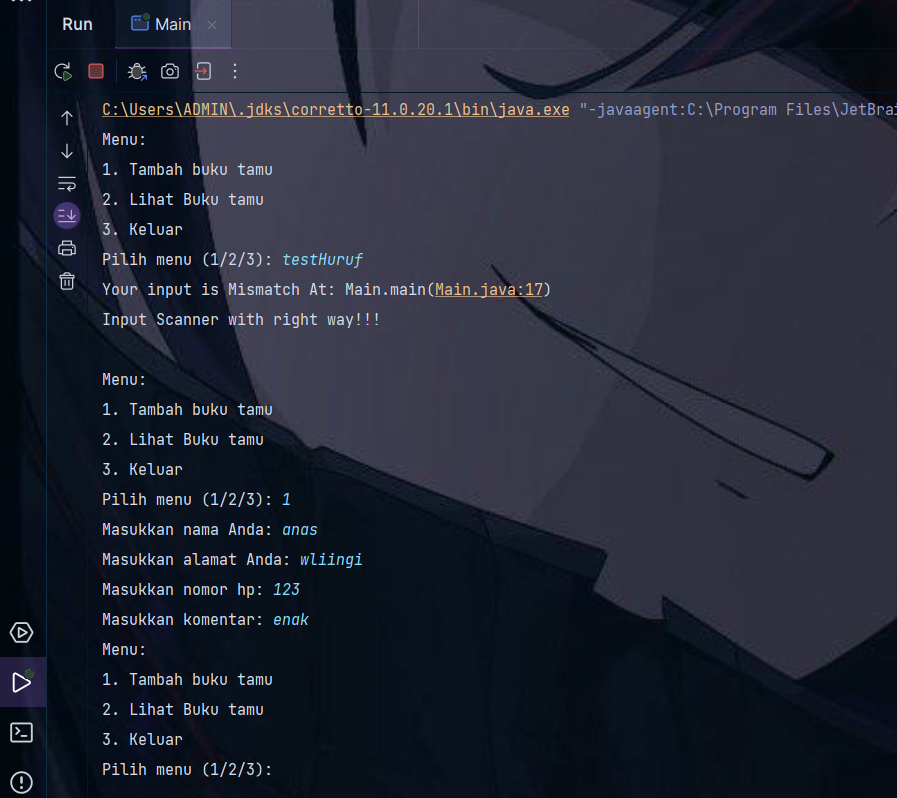 Run Main
C:\Users\ADMIN\.jdks\corretto-11.0.20.1\bin\java.exe "-javaagent:C:\Program Files\JetBrai
Menu:
1. Tambah buku tamu
2. Lihat Buku tamu
3. Keluar
Pilih menu (1/2/3): testHuruf
Your input is Mismatch At: Main.main(Main.java:17)
Input Scanner with right way!!!
Menu:
1. Tambah buku tamu
2. Lihat Buku tamu
3. Keluar
Pilih menu (1/2/3): 1
Masukkan nama Anda: anas
Masukkan alamat Anda: wliingi
Masukkan nomor hp: 123
Masukkan komentar: enak
Menu:
1. Tambah buku tamu
2. Lihat Buku tamu
3. Keluar
Pilih menu (1/2/3):